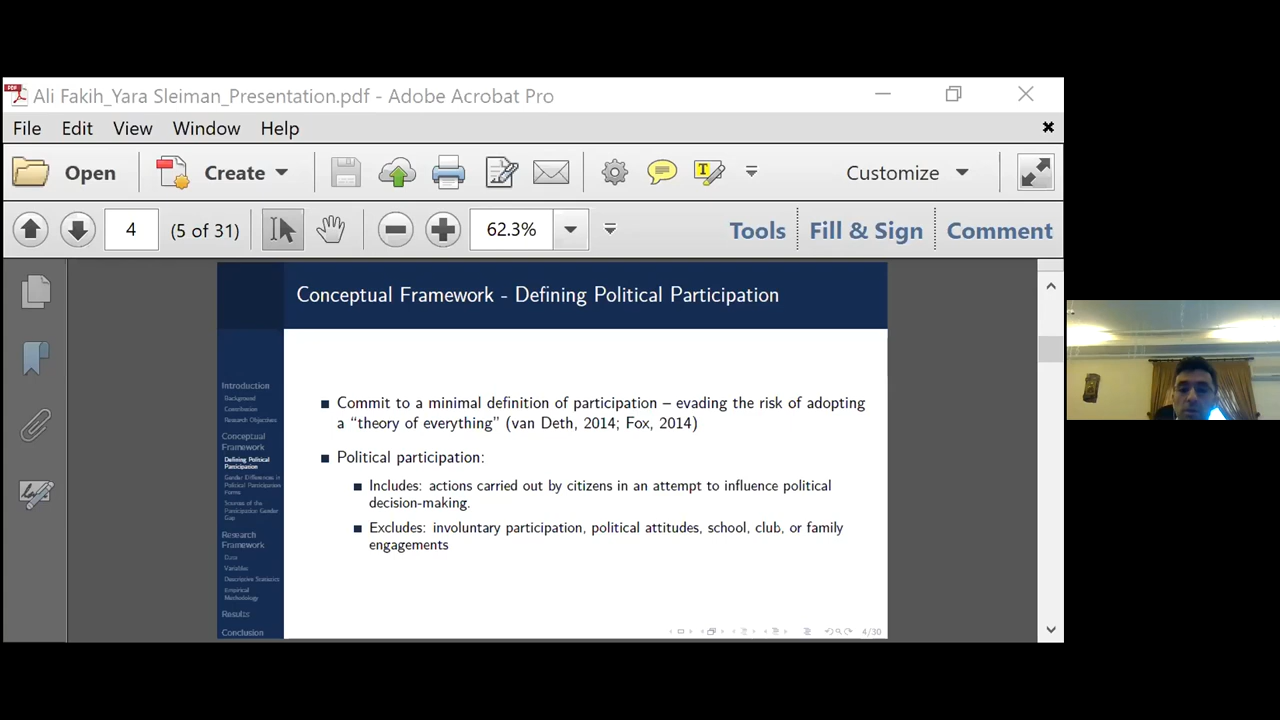 Ali Fakih_Yara Sleiman_Presentation.pdf - Adobe Acrobat Pro
File Edit View Window Help
Open Create Customize
4 (5 of 31) 62.3% Tools Fill & Sign Comment
Conceptual Framework - Defining Political Participation
Introduction
Background
Contribution
Research Objectives
Conceptual
Framework
Defining Political
Participation
Gender Differences in
Political Participation
Forms
Sources of the
Participation Gender
Gap
Research
Framework
Data
Variables
Descriptive Statistics
Empirical
Methodology
Results
Conclusion
Commit to a minimal definition of participation – evading the risk of adopting
a “theory of everything” (van Deth, 2014; Fox, 2014)
Political participation:
Includes: actions carried out by citizens in an attempt to influence political
decision-making.
Excludes: involuntary participation, political attitudes, school, club, or family
engagements
4/30